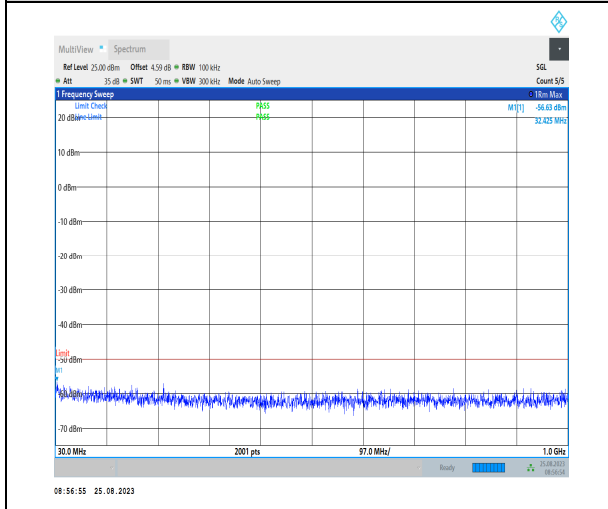 MultiView Spectrum
Ref Level 25.00 dBm Offset 4.59 dB RBW 100 kHz SGL
Att 35 dB SWT 50 ms VBW 300 kHz Mode Auto Sweep Count 5/5
1 Frequency Sweep 1Rm Max
Limit Check PASS M1[1] -56.63 dBm
20 dBm Line Limit PASS 32.425 MHz
10 dBm
0 dBm
-10 dBm
-20 dBm
-30 dBm
-40 dBm
Limit
-50 dBm
M1
-60 dBm
-70 dBm
30.0 MHz 2001 pts 97.0 MHz/ 1.0 GHz
Ready 25.08.2023
08:56:54
08:56:55 25.08.2023